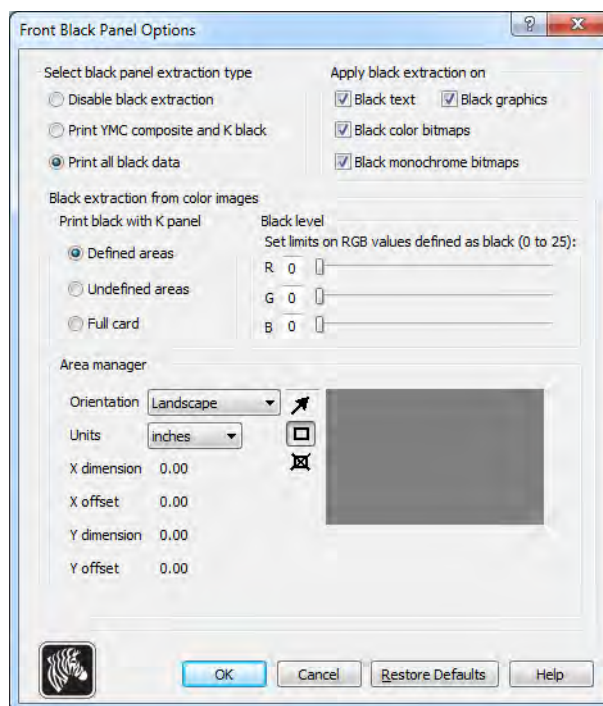 Front Black Panel Options
Select black panel extraction type
Disable black extraction
Print YMC composite and K black
Print all black data
Apply black extraction on
Black text
Black graphics
Black color bitmaps
Black monochrome bitmaps
Black extraction from color images
Print black with K panel
Defined areas
Undefined areas
Full card
Black level
Set limits on RGB values defined as black (0 to 25):
R 0
G 0
B 0
Area manager
Orientation Landscape
Units inches
X dimension 0.00
X offset 0.00
Y dimension 0.00
Y offset 0.00
OK Cancel Restore Defaults Help